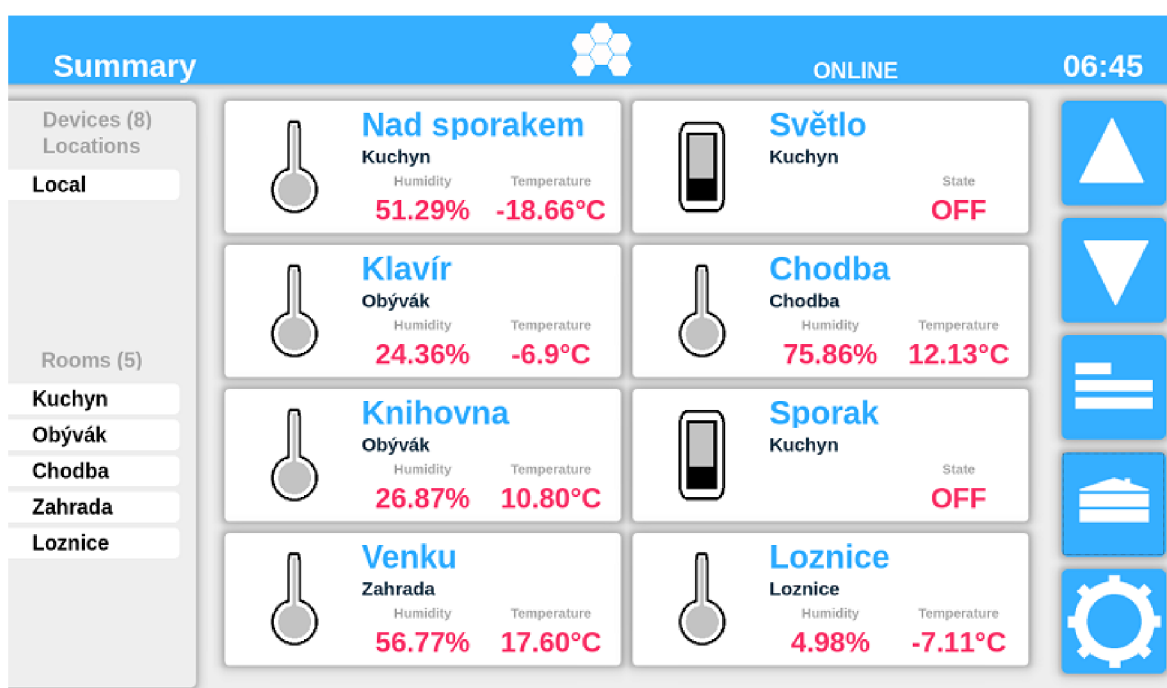 Summary
ONLINE
06:45
Devices (8)
Locations
Local
Rooms (5)
Kuchyn
Obývák
Chodba
Zahrada
Loznice
Nad sporakem
Kuchyn
Humidity Temperature
51.29% -18.66°C
Světlo
Kuchyn
State
OFF
Klavír
Obývák
Humidity Temperature
24.36% -6.9°C
Chodba
Chodba
Humidity Temperature
75.86% 12.13°C
Knihovna
Obývák
Humidity Temperature
26.87% 10.80°C
Sporak
Kuchyn
State
OFF
Venku
Zahrada
Humidity Temperature
56.77% 17.60°C
Loznice
Loznice
Humidity Temperature
4.98% -7.11°C